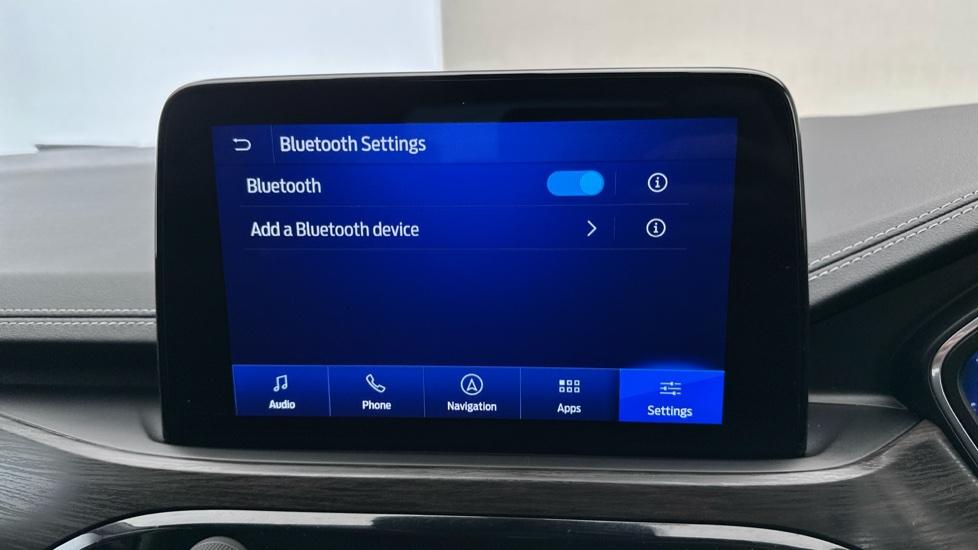 Bluetooth Settings
Bluetooth
Add a Bluetooth device
Audio
Phone
Navigation
Apps
Settings